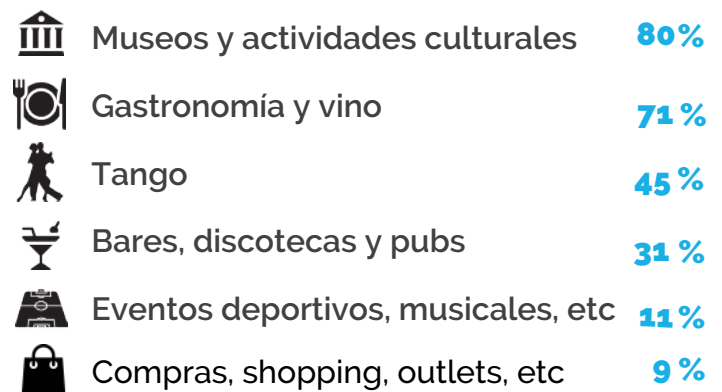 Museos y actividades culturales 80%
Gastronomía y vino 71 %
Tango 45 %
Bares, discotecas y pubs 31 %
Eventos deportivos, musicales, etc 11 %
Compras, shopping, outlets, etc 9 %